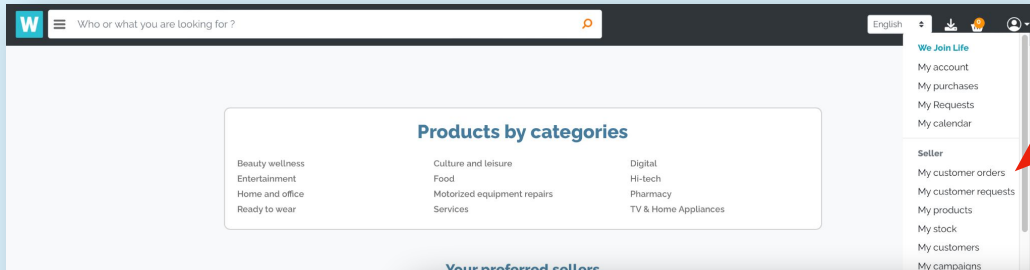 W
Who or what you are looking for ?
English
We Join Life
My account
My purchases
My Requests
My calendar
Seller
My customer orders
My customer requests
My products
My stock
My customers
My campaigns
Products by categories
Beauty wellness
Culture and leisure
Digital
Entertainment
Food
Hi-tech
Home and office
Motorized equipment repairs
Pharmacy
Ready to wear
Services
TV & Home Appliances
Your preferred sellers